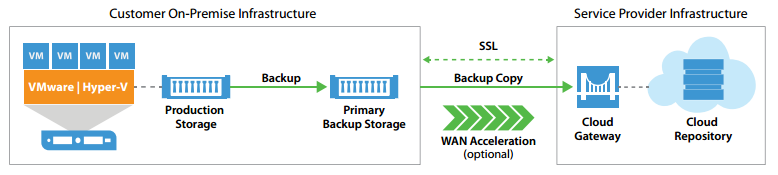 Customer On-Premise Infrastructure
Service Provider Infrastructure
VM VM VM VM
VMware | Hyper-V
Production
Storage
Backup
Primary
Backup Storage
SSL
Backup Copy
WAN Acceleration
(optional)
Cloud
Gateway
Cloud
Repository